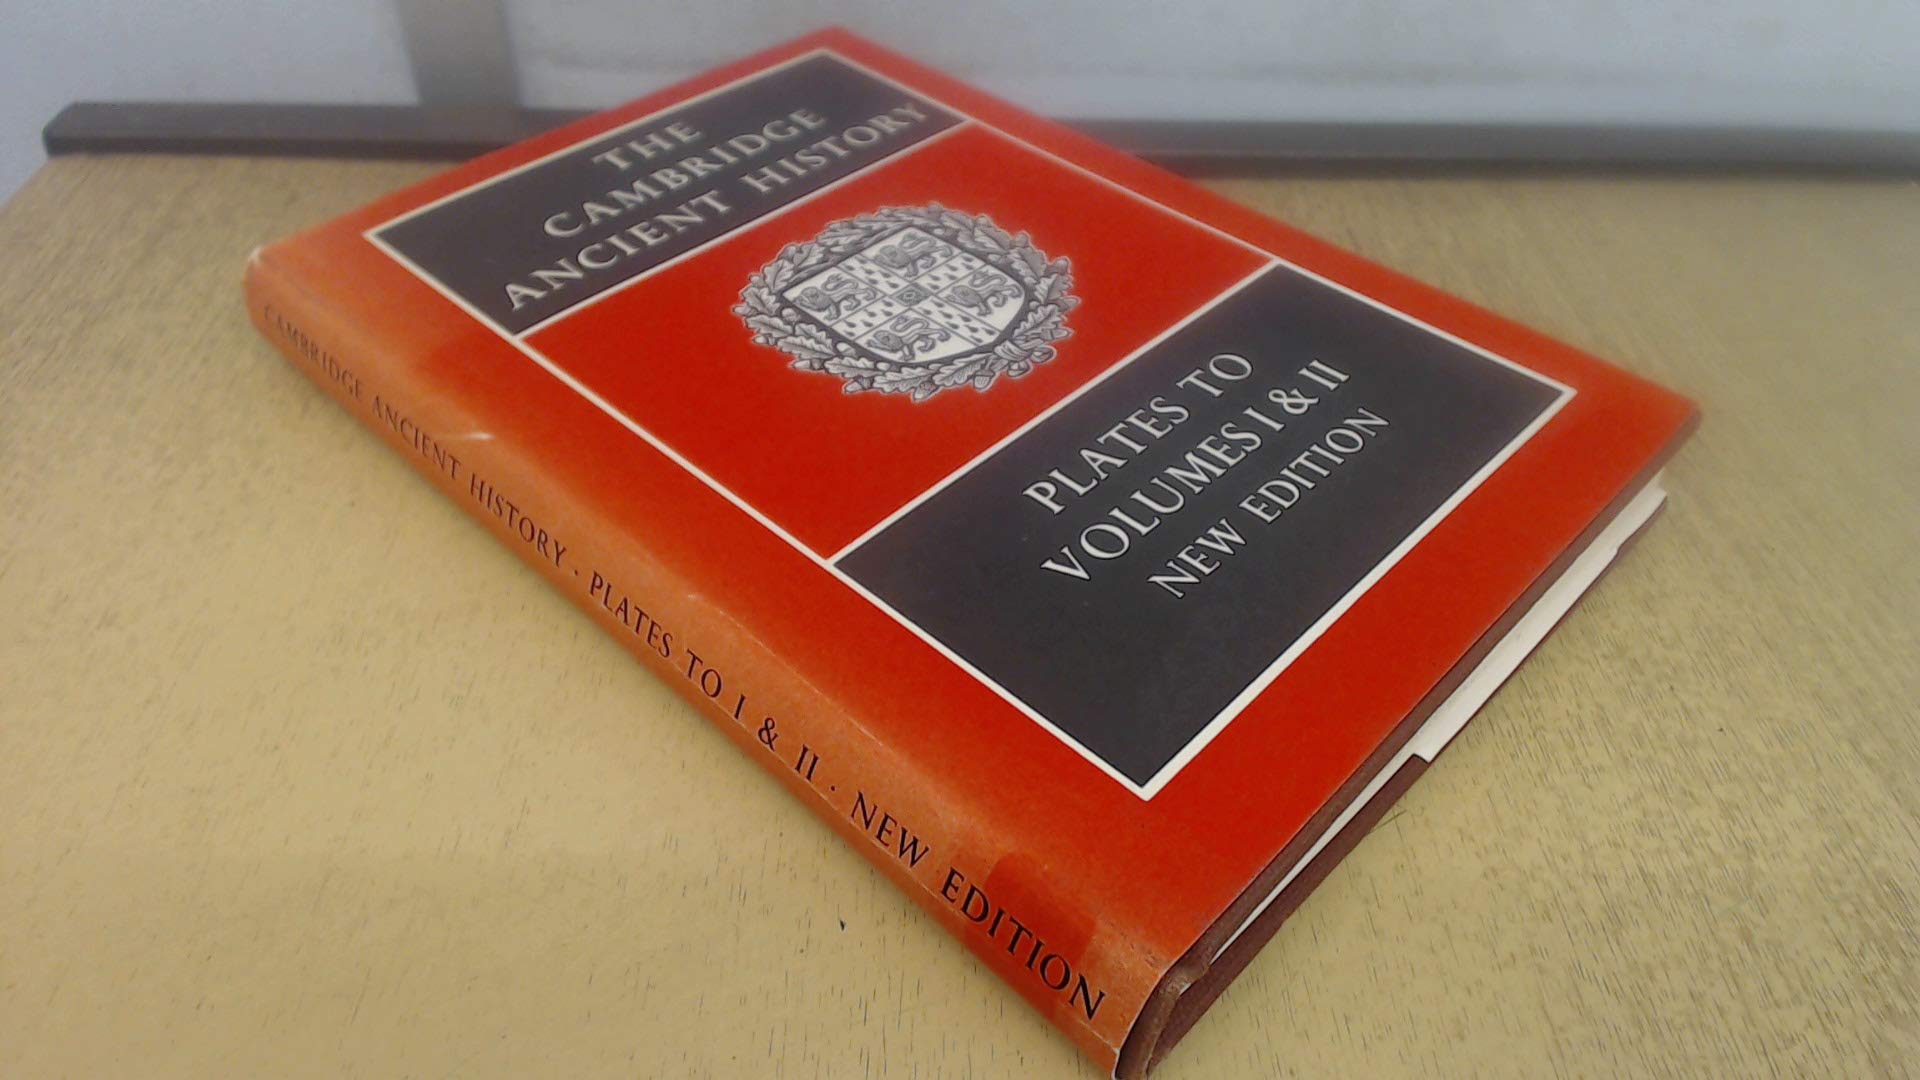 THE
CAMBRIDGE
ANCIENT HISTORY
PLATES TO
VOLUMES I & II
NEW EDITION
CAMBRIDGE ANCIENT HISTORY · PLATES TO I & II · NEW EDITION